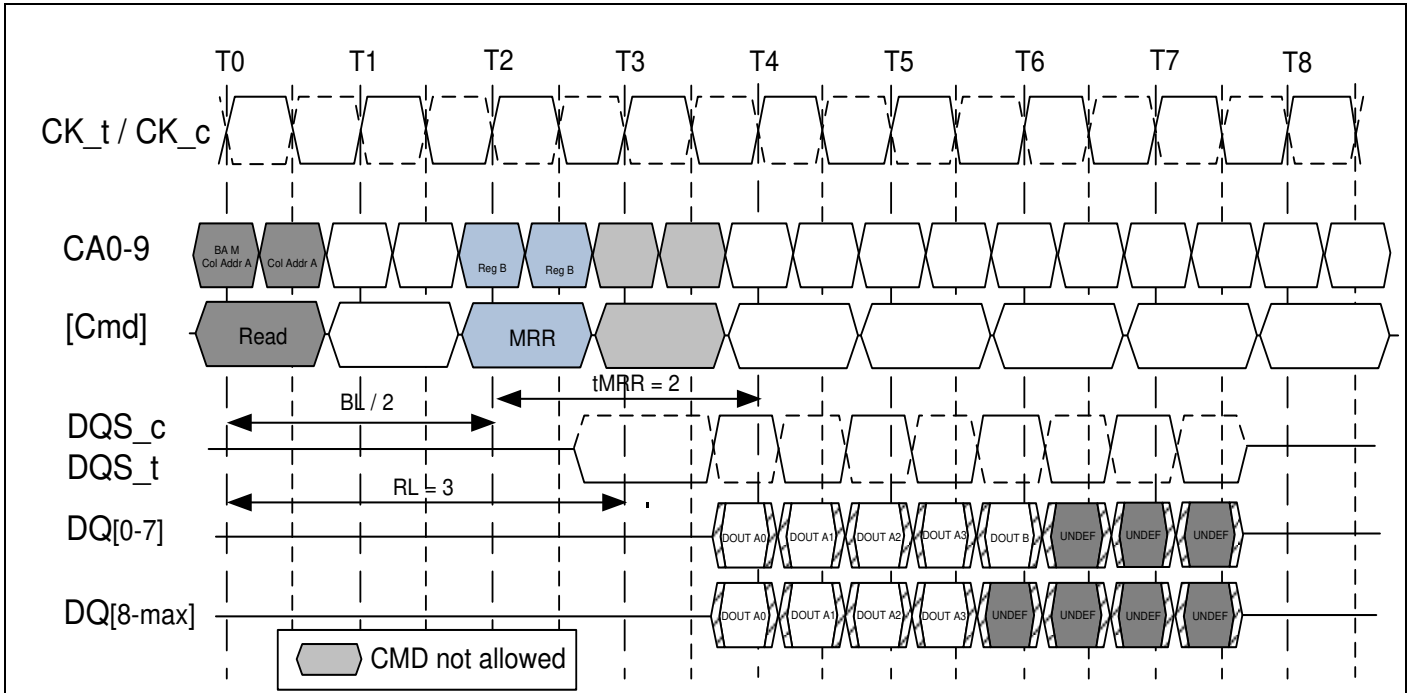 T0 T1 T2 T3 T4 T5 T6 T7 T8
CK_t / CK_c
CA0-9
BA M
Col Addr A
Col Addr A
Reg B
Reg B
[Cmd]
Read
MRR
tMRR = 2
BL / 2
DQS_c
DQS_t
RL = 3
DQ[0-7]
DOUT A0 DOUT A1 DOUT A2 DOUT A3 DOUT B UNDEF UNDEF UNDEF
DQ[8-max]
DOUT A0 DOUT A1 DOUT A2 DOUT A3 UNDEF UNDEF UNDEF UNDEF
CMD not allowed